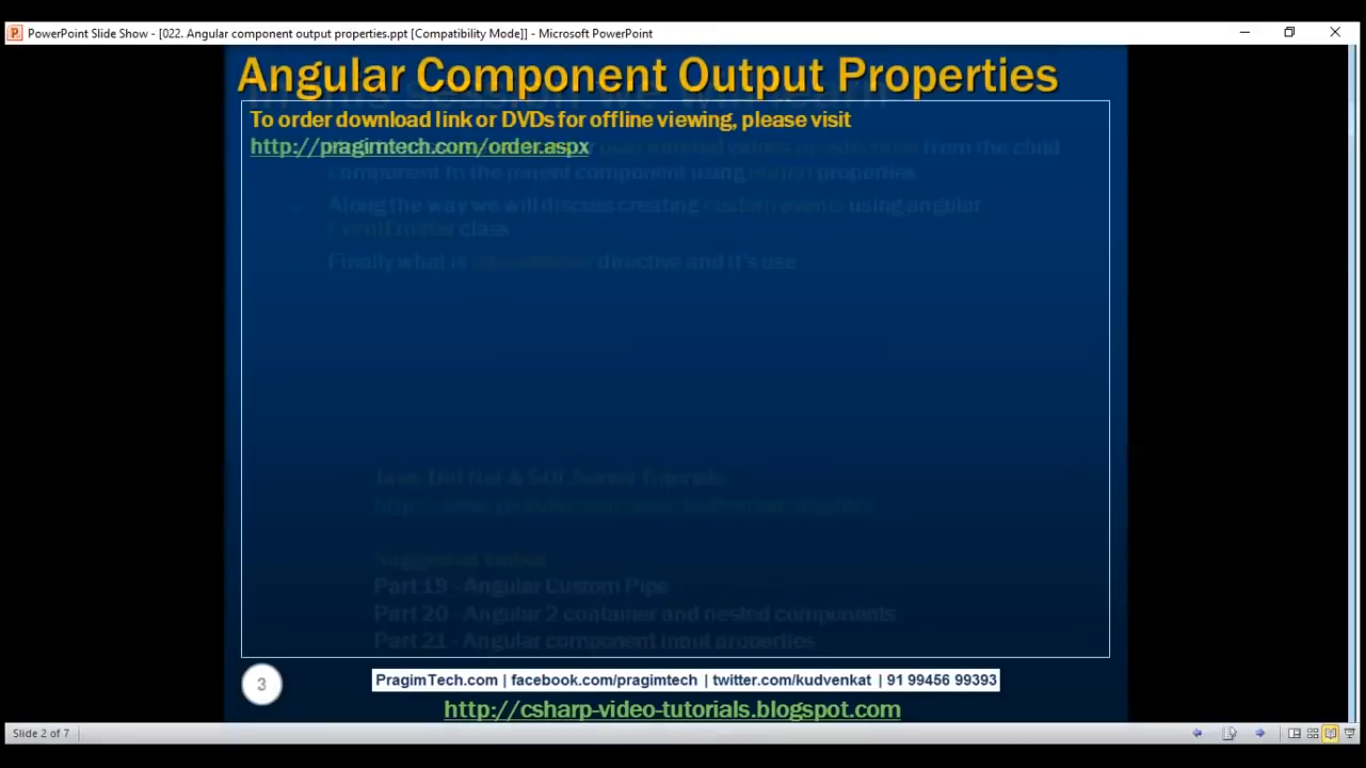 PowerPoint Slide Show - [022. Angular component output properties.ppt [Compatibility Mode]] - Microsoft PowerPoint
Angular Component Output Properties
To order download link or DVDs for offline viewing, please visit
http://pragimtech.com/order.aspx
from the child
component to the parent component using output properties
Along the way we will discuss creating custom events using angular
EventEmitter class
Finally what is directive and it's use
Java, Dot Net & SQL Server Tutorials
Suggested Videos
Part 19 - Angular Custom Pipe
Part 20 - Angular 2 container and nested components
Part 21 - Angular component input properties
3
PragimTech.com | facebook.com/pragimtech | twitter.com/kudvenkat | 91 99456 99393
http://csharp-video-tutorials.blogspot.com
Slide 2 of 7